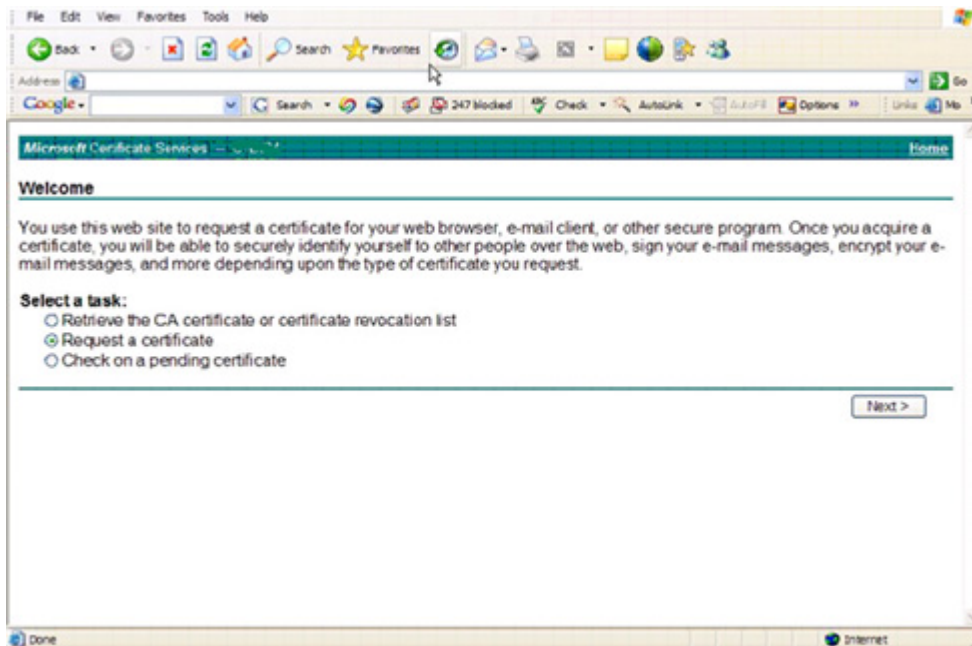 File Edit View Favorites Tools Help
Back Search Favorites
Address Go
Google Search 247 blocked Check AutoLink AutoFill Options » Links Mo
Microsoft Certificate Services -- Home
Welcome
You use this web site to request a certificate for your web browser, e-mail client, or other secure program. Once you acquire a
certificate, you will be able to securely identify yourself to other people over the web, sign your e-mail messages, encrypt your e-
mail messages, and more depending upon the type of certificate you request.
Select a task:
Retrieve the CA certificate or certificate revocation list
Request a certificate
Check on a pending certificate
Next >
Done Internet